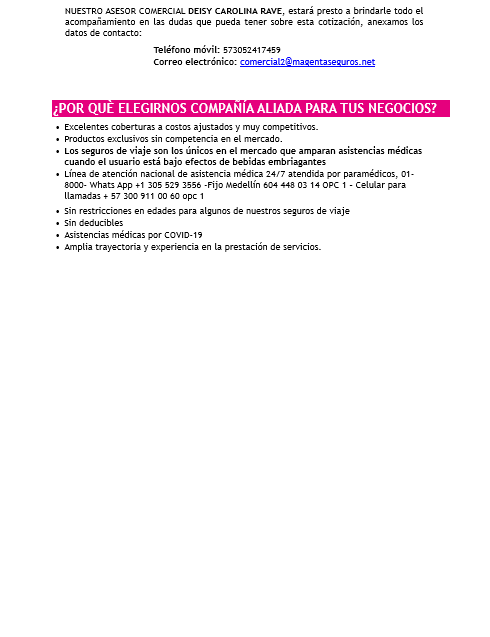 NUESTRO ASESOR COMERCIAL DEISY CAROLINA RAVE, estará presto a brindarle todo el
acompañamiento en las dudas que pueda tener sobre esta cotización, anexamos los
datos de contacto:
Teléfono móvil: 573052417459
Correo electrónico: comercial2@magentaseguros.net
¿POR QUÈ ELEGIRNOS COMPAÑÍA ALIADA PARA TUS NEGOCIOS?
• Excelentes coberturas a costos ajustados y muy competitivos.
• Productos exclusivos sin competencia en el mercado.
• Los seguros de viaje son los únicos en el mercado que amparan asistencias médicas
cuando el usuario está bajo efectos de bebidas embriagantes
• Línea de atención nacional de asistencia médica 24/7 atendida por paramédicos, 01-
8000- Whats App +1 305 529 3556 -Fijo Medellín 604 448 03 14 OPC 1 – Celular para
llamadas + 57 300 911 00 60 opc 1
• Sin restricciones en edades para algunos de nuestros seguros de viaje
• Sin deducibles
• Asistencias médicas por COVID-19
• Amplia trayectoria y experiencia en la prestación de servicios.